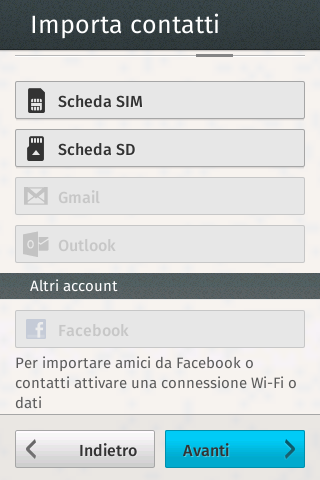 Importa contatti
Scheda SIM
Scheda SD
Gmail
Outlook
Altri account
Facebook
Per importare amici da Facebook o
contatti attivare una connessione Wi-Fi o
dati
Indietro
Avanti